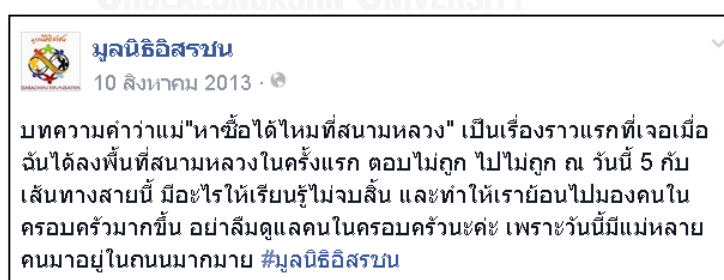 CHULALONGKORN UNIVERSITY
มูลนิธิอิสรชน
10 สิงหาคม 2013 ·
บทความคำว่าแม่"หาซื้อได้ไหมที่สนามหลวง" เป็นเรื่องราวแรกที่เจอเมื่อ
ฉันได้ลงพื้นที่สนามหลวงในครั้งแรก ตอบไม่ถูก ไปไม่ถูก ณ วันนี้ 5 กับ
เส้นทางสายนี้ มีอะไรให้เรียนรู้ไม่จบสิ้น และทำให้เราย้อนไปมองคนใน
ครอบครัวมากขึ้น อย่าลืมดูแลคนในครอบครัวนะค่ะ เพราะวันนี้มีแม่หลาย
คนมาอยู่ในถนนมากมาย #มูลนิธิอิสรชน